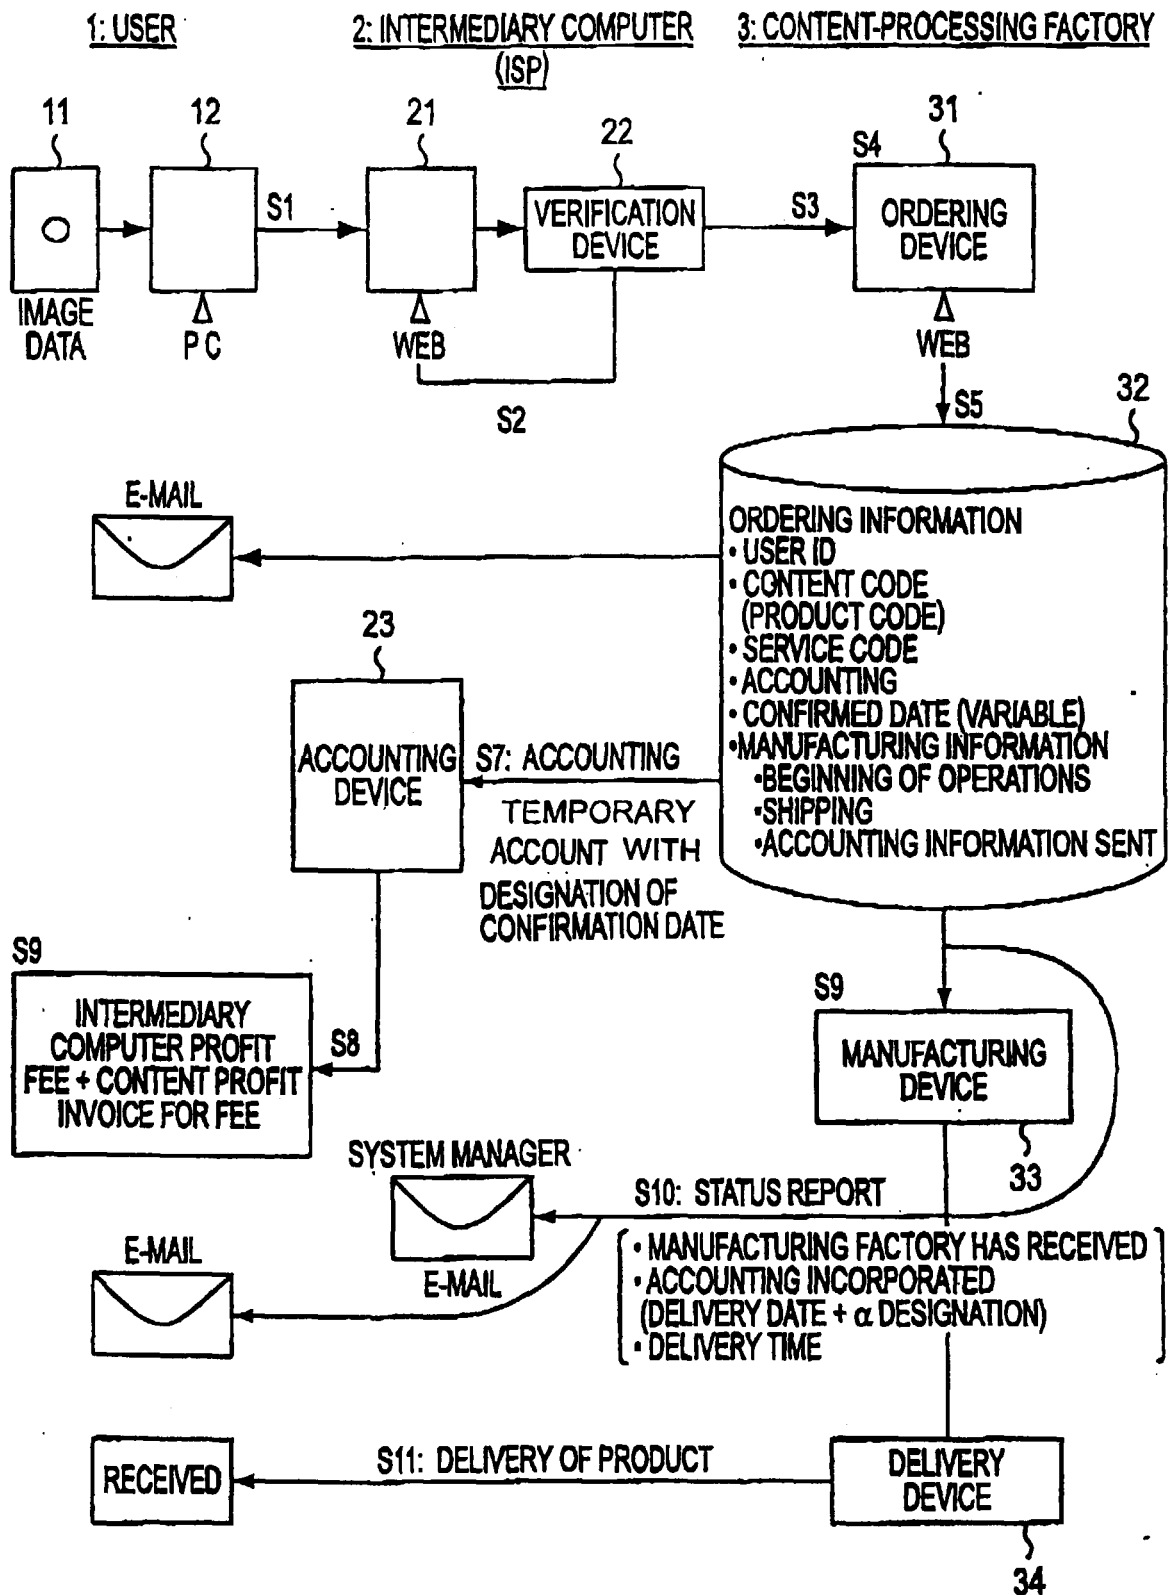 1: USER
2: INTERMEDIARY COMPUTER
(ISP)
3: CONTENT-PROCESSING FACTORY
11
12
21
22
31
S4
S1
VERIFICATION
DEVICE
S3
ORDERING
DEVICE
IMAGE
DATA
PC
WEB
WEB
S2
S5
32
E-MAIL
ORDERING INFORMATION
• USER ID
• CONTENT CODE
(PRODUCT CODE)
• SERVICE CODE
• ACCOUNTING
• CONFIRMED DATE (VARIABLE)
• MANUFACTURING INFORMATION
• BEGINNING OF OPERATIONS
• SHIPPING
• ACCOUNTING INFORMATION SENT
23
ACCOUNTING
DEVICE
S7: ACCOUNTING
TEMPORARY
ACCOUNT WITH
DESIGNATION OF
CONFIRMATION DATE
S9
INTERMEDIARY
COMPUTER PROFIT
FEE + CONTENT PROFIT
INVOICE FOR FEE
S8
S9
MANUFACTURING
DEVICE
33
SYSTEM MANAGER
E-MAIL
S10: STATUS REPORT
• MANUFACTURING FACTORY HAS RECEIVED
• ACCOUNTING INCORPORATED
(DELIVERY DATE + α DESIGNATION)
• DELIVERY TIME
E-MAIL
RECEIVED
S11: DELIVERY OF PRODUCT
DELIVERY
DEVICE
34